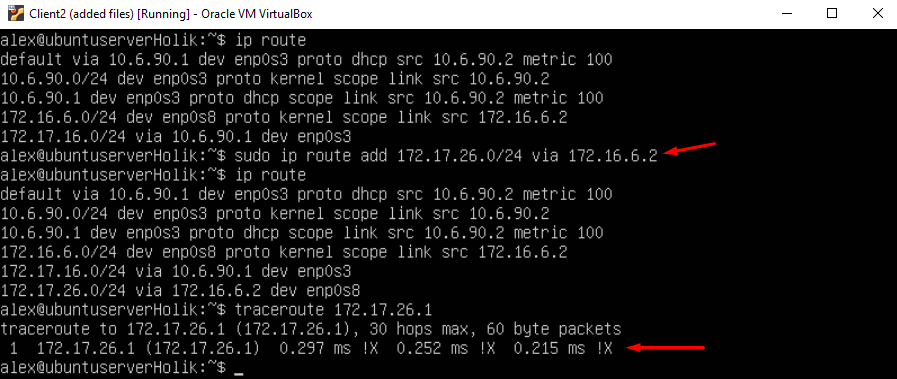 Client2 (added files) [Running] - Oracle VM VirtualBox
alex@ubuntuserverHolik:~$ ip route
default via 10.6.90.1 dev enp0s3 proto dhcp src 10.6.90.2 metric 100
10.6.90.0/24 dev enp0s3 proto kernel scope link src 10.6.90.2
10.6.90.1 dev enp0s3 proto dhcp scope link src 10.6.90.2 metric 100
172.16.6.0/24 dev enp0s8 proto kernel scope link src 172.16.6.2
172.17.16.0/24 via 10.6.90.1 dev enp0s3
alex@ubuntuserverHolik:~$ sudo ip route add 172.17.26.0/24 via 172.16.6.2
alex@ubuntuserverHolik:~$ ip route
default via 10.6.90.1 dev enp0s3 proto dhcp src 10.6.90.2 metric 100
10.6.90.0/24 dev enp0s3 proto kernel scope link src 10.6.90.2
10.6.90.1 dev enp0s3 proto dhcp scope link src 10.6.90.2 metric 100
172.16.6.0/24 dev enp0s8 proto kernel scope link src 172.16.6.2
172.17.16.0/24 via 10.6.90.1 dev enp0s3
172.17.26.0/24 via 172.16.6.2 dev enp0s8
alex@ubuntuserverHolik:~$ traceroute 172.17.26.1
traceroute to 172.17.26.1 (172.17.26.1), 30 hops max, 60 byte packets
 1  172.17.26.1 (172.17.26.1)  0.297 ms !X  0.252 ms !X  0.215 ms !X
alex@ubuntuserverHolik:~$ _